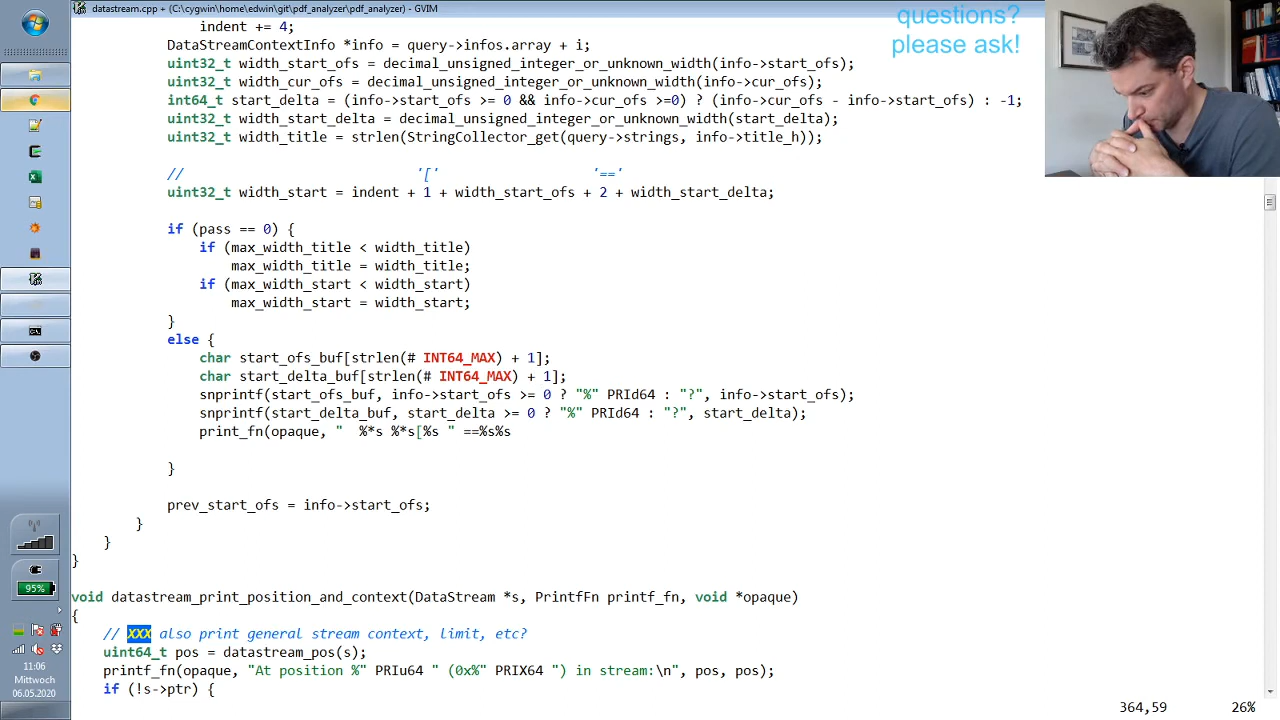 datastream.cpp + (C:\cygwin\home\edwin\git\pdf_analyzer\pdf_analyzer) - GVIM
questions?
please ask!
indent += 4;
DataStreamContextInfo *info = query->infos.array + i;
uint32_t width_start_ofs = decimal_unsigned_integer_or_unknown_width(info->start_ofs);
uint32_t width_cur_ofs = decimal_unsigned_integer_or_unknown_width(info->cur_ofs);
int64_t start_delta = (info->start_ofs >= 0 && info->cur_ofs >=0) ? (info->cur_ofs - info->start_ofs) : -1;
uint32_t width_start_delta = decimal_unsigned_integer_or_unknown_width(start_delta);
uint32_t width_title = strlen(StringCollector_get(query->strings, info->title_h));
// '[' '=='
uint32_t width_start = indent + 1 + width_start_ofs + 2 + width_start_delta;
if (pass == 0) {
if (max_width_title < width_title)
max_width_title = width_title;
if (max_width_start < width_start)
max_width_start = width_start;
}
else {
char start_ofs_buf[strlen(# INT64_MAX) + 1];
char start_delta_buf[strlen(# INT64_MAX) + 1];
snprintf(start_ofs_buf, info->start_ofs >= 0 ? "%" PRId64 : "?", info->start_ofs);
snprintf(start_delta_buf, start_delta >= 0 ? "%" PRId64 : "?", start_delta);
print_fn(opaque, "  %*s %*s[%s " ==%s%s
}
prev_start_ofs = info->start_ofs;
}
}
}
void datastream_print_position_and_context(DataStream *s, PrintfFn printf_fn, void *opaque)
{
// XXX also print general stream context, limit, etc?
uint64_t pos = datastream_pos(s);
printf_fn(opaque, "At position %" PRIu64 " (0x%" PRIX64 ") in stream:\n", pos, pos);
if (!s->ptr) {
364,59 26%
95%
11:06
Mittwoch
06.05.2020